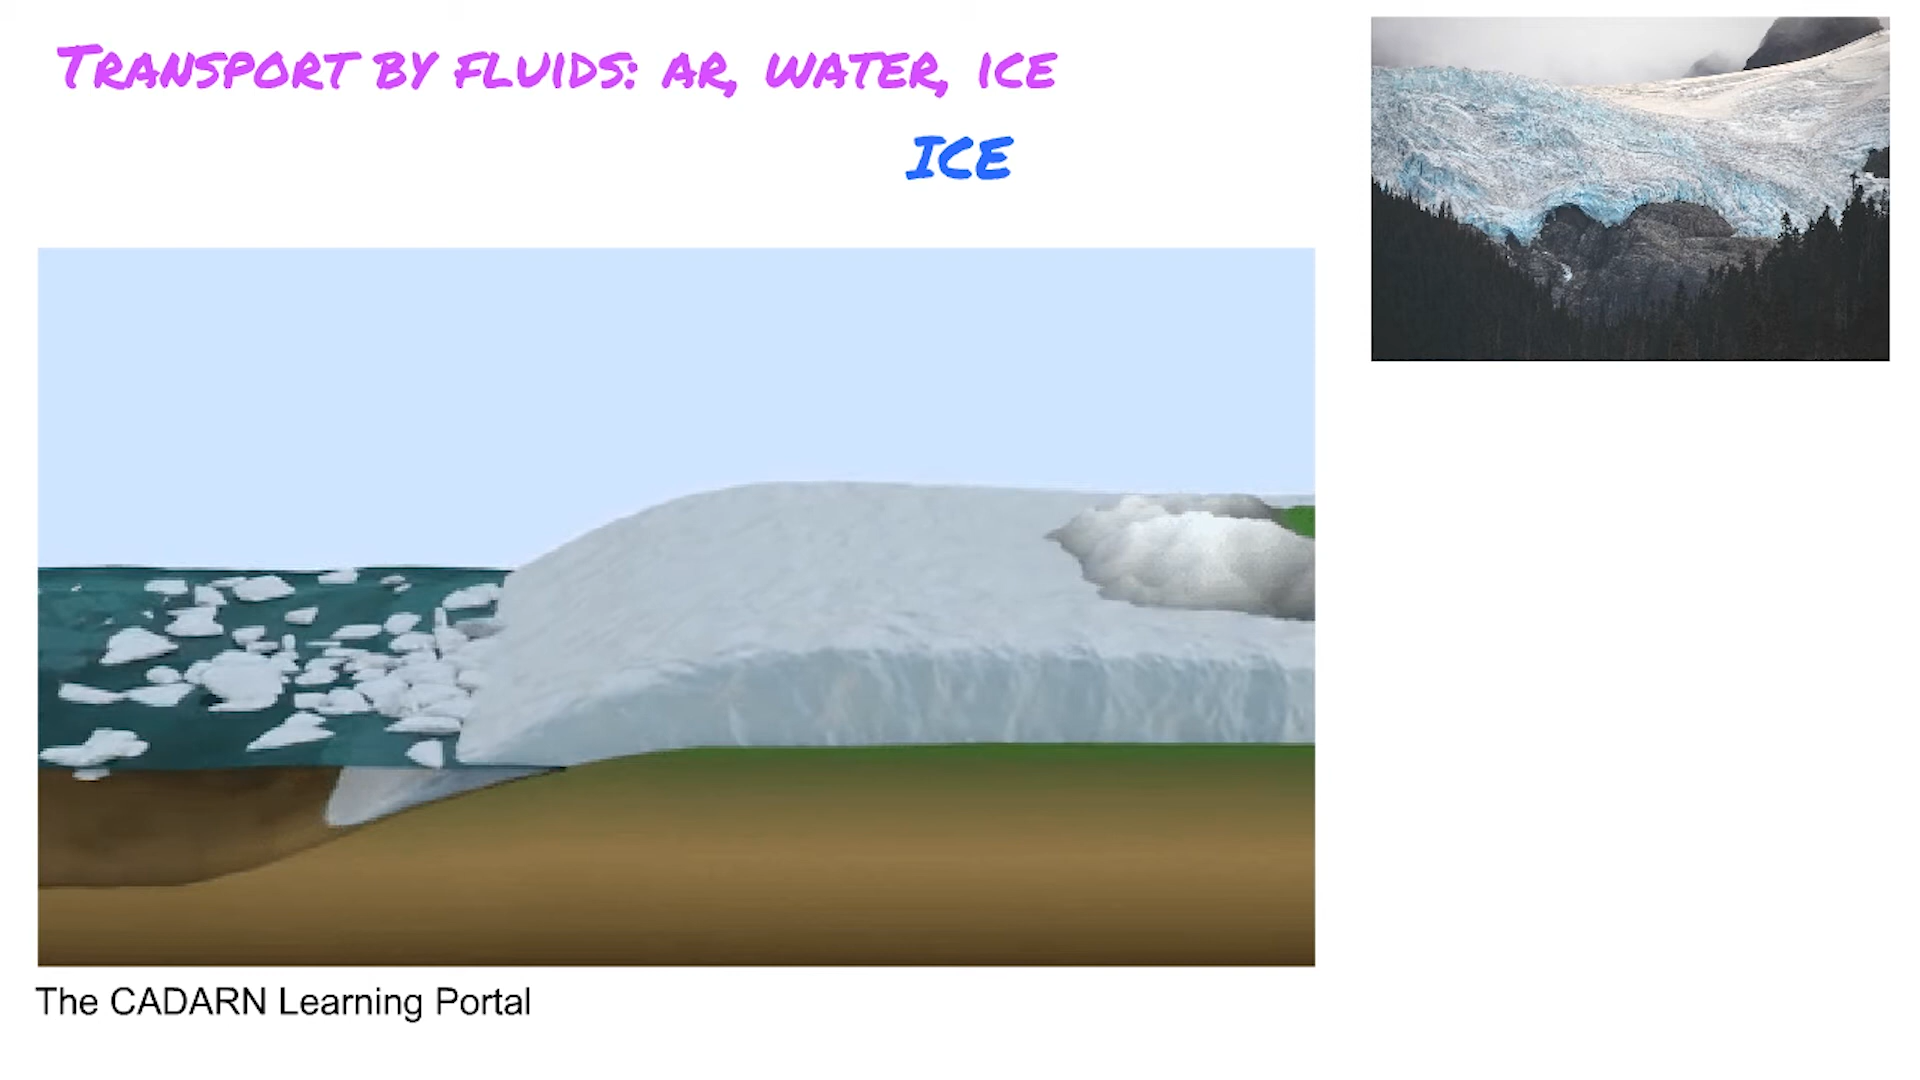 TRANSPORT BY FLUIDS: AR, WATER, ICE
ICE
The CADARN Learning Portal